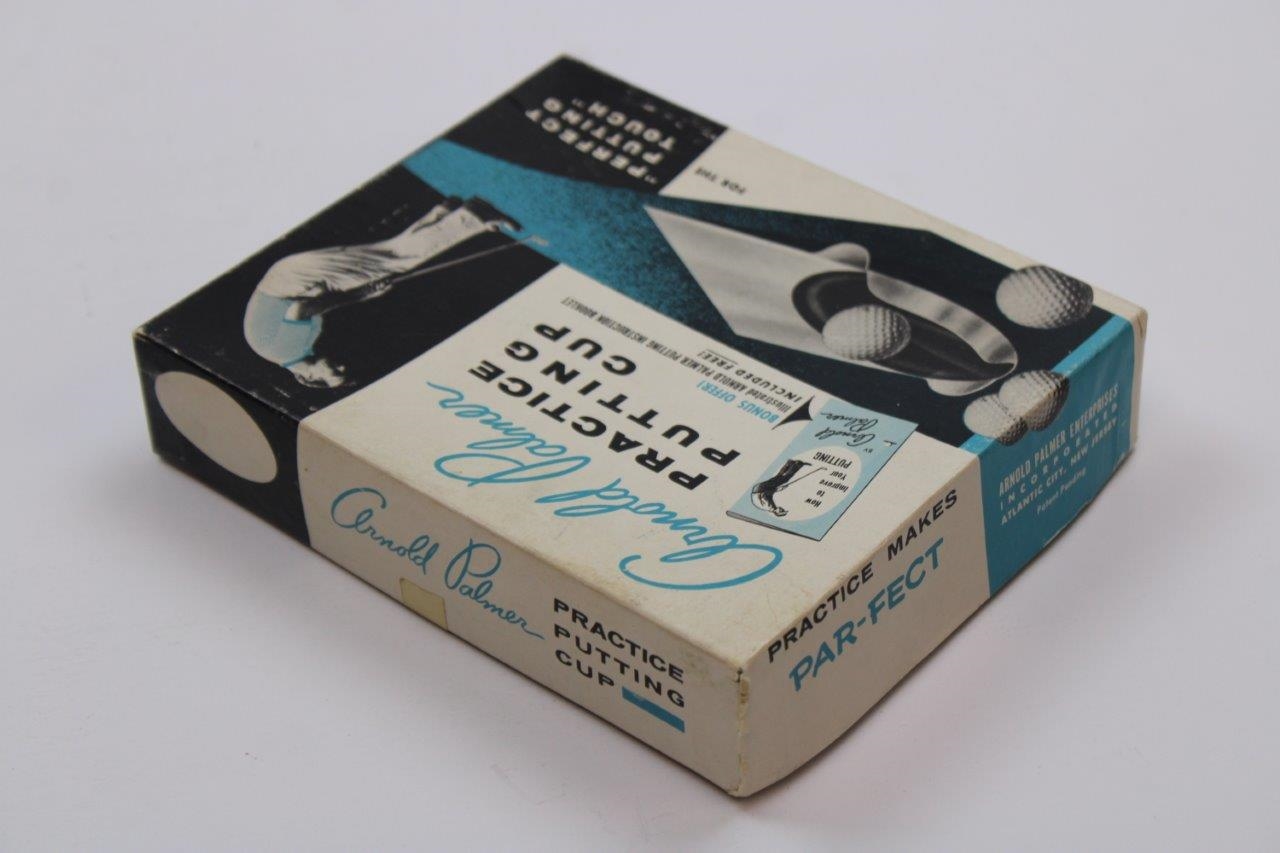 Arnold Palmer
PRACTICE
PUTTING
CUP
BONUS OFFER!
Illustrated ARNOLD PALMER PUTTING INSTRUCTION BOOKLET
INCLUDED FREE!
How
to
Improve
Your
PUTTING
BY
Arnold
Palmer
FOR THE
"PERFECT
PUTTING
TOUCH"
Arnold Palmer
PRACTICE
PUTTING
CUP
PRACTICE MAKES
PAR-FECT
ARNOLD PALMER ENTERPRISES
INCORPORATED
ATLANTIC CITY, NEW JERSEY
Patent Pending